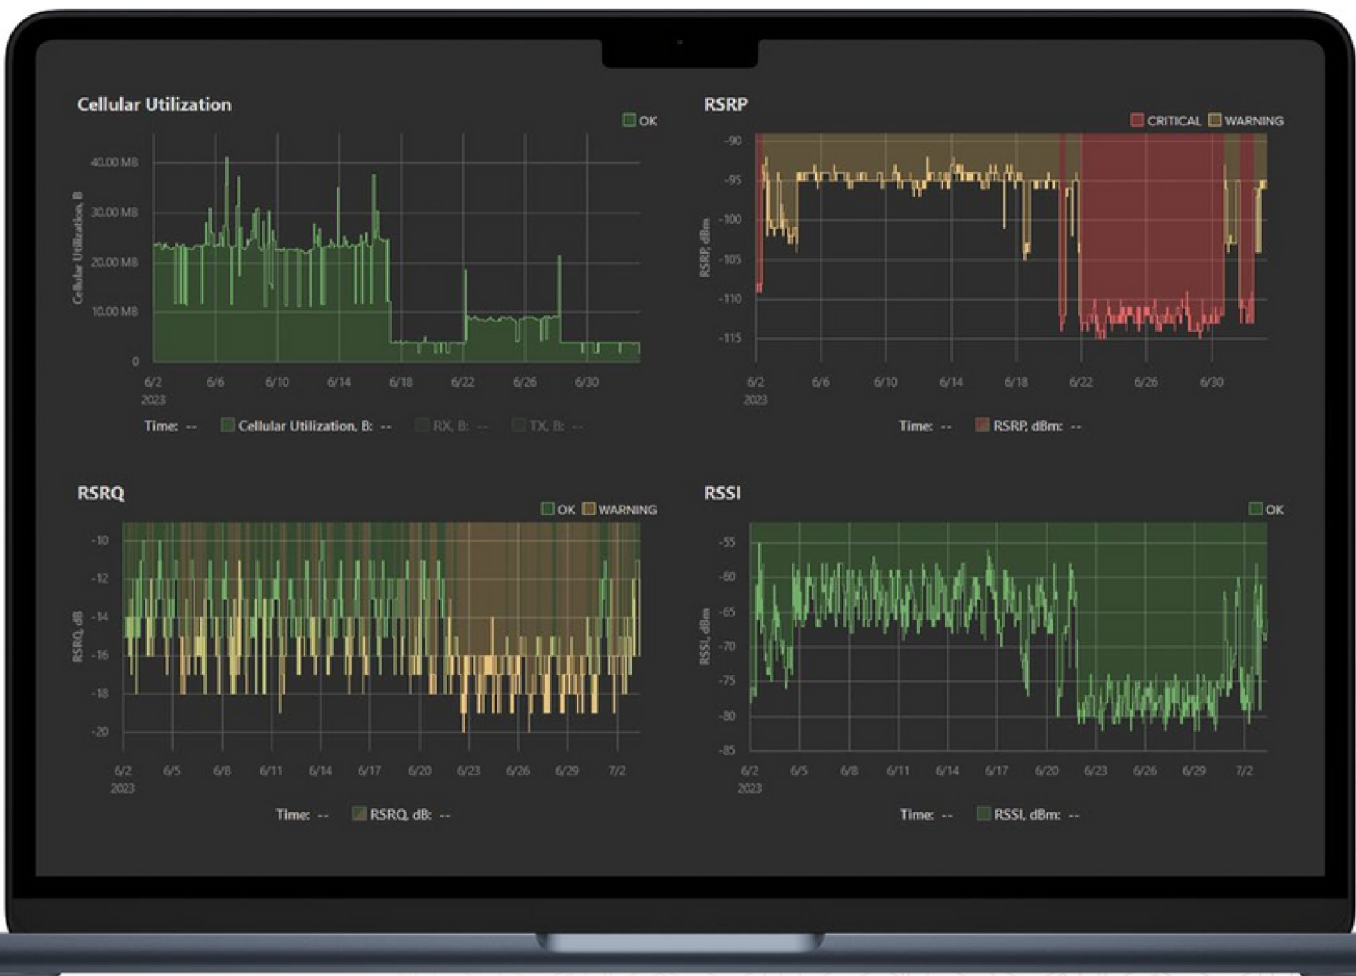 Cellular Utilization
OK
Cellular Utilization, B
40.00 MB
30.00 MB
20.00 MB
10.00 MB
0
6/2 6/6 6/10 6/14 6/18 6/22 6/26 6/30
2023
Time: -- Cellular Utilization, B: -- RX, B: -- TX, B: --
RSRP
CRITICAL WARNING
RSRP, dBm
-90
-95
-100
-105
-110
-115
6/2 6/6 6/10 6/14 6/18 6/22 6/26 6/30
2023
Time: -- RSRP, dBm: --
RSRQ
OK WARNING
RSRQ, dB
-10
-12
-14
-16
-18
-20
6/2 6/5 6/8 6/11 6/14 6/17 6/20 6/23 6/26 6/29 7/2
2023
Time: -- RSRQ, dB: --
RSSI
OK
RSSI, dBm
-55
-60
-65
-70
-75
-80
-85
6/2 6/5 6/8 6/11 6/14 6/17 6/20 6/23 6/26 6/29 7/2
2023
Time: -- RSSI, dBm: --